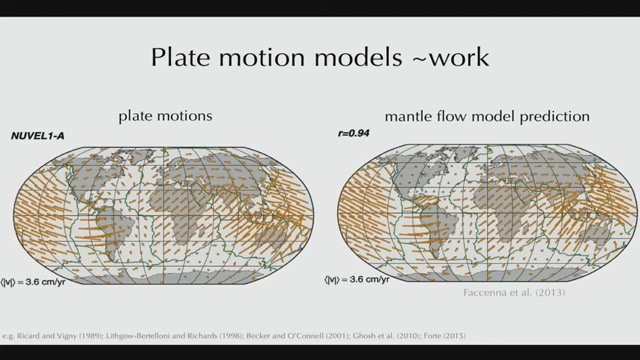 Plate motion models ~work
plate motions
mantle flow model prediction
NUVEL1-A
r=0.94
⟨|v|⟩ = 3.6 cm/yr
⟨|v|⟩ = 3.6 cm/yr
Faccenna et al. (2013)
e.g. Ricard and Vigny (1989); Lithgow-Bertelloni and Richards (1998); Becker and O'Connell (2001); Ghosh et al. (2010); Forte (2015)